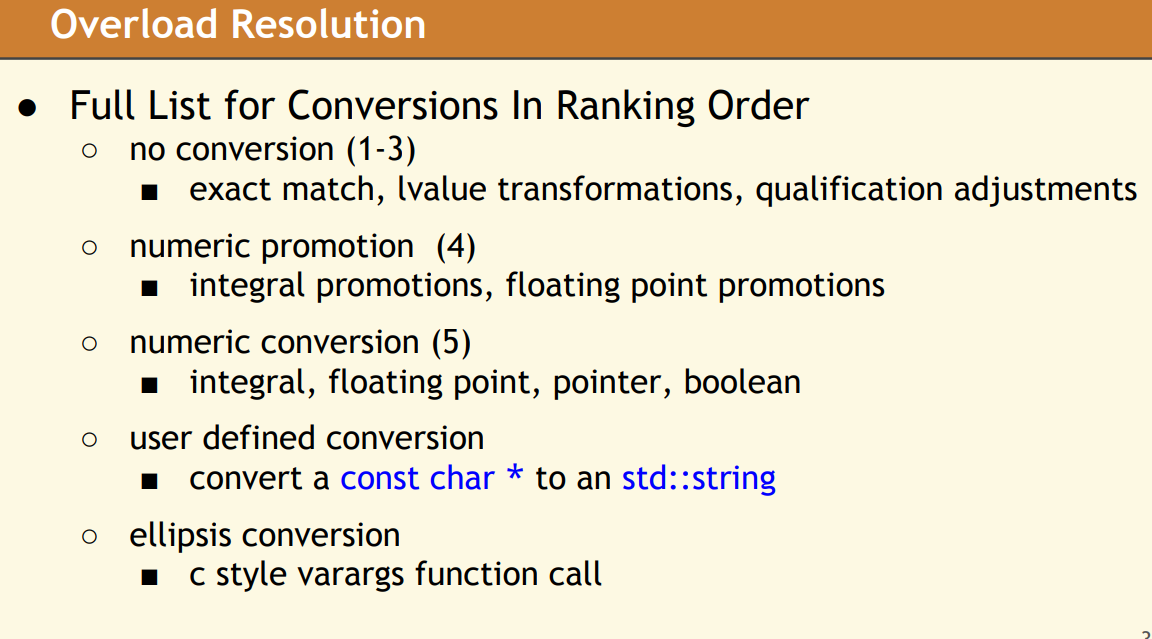 Overload Resolution
● Full List for Conversions In Ranking Order
○ no conversion (1-3)
■ exact match, lvalue transformations, qualification adjustments
○ numeric promotion (4)
■ integral promotions, floating point promotions
○ numeric conversion (5)
■ integral, floating point, pointer, boolean
○ user defined conversion
■ convert a const char * to an std::string
○ ellipsis conversion
■ c style varargs function call